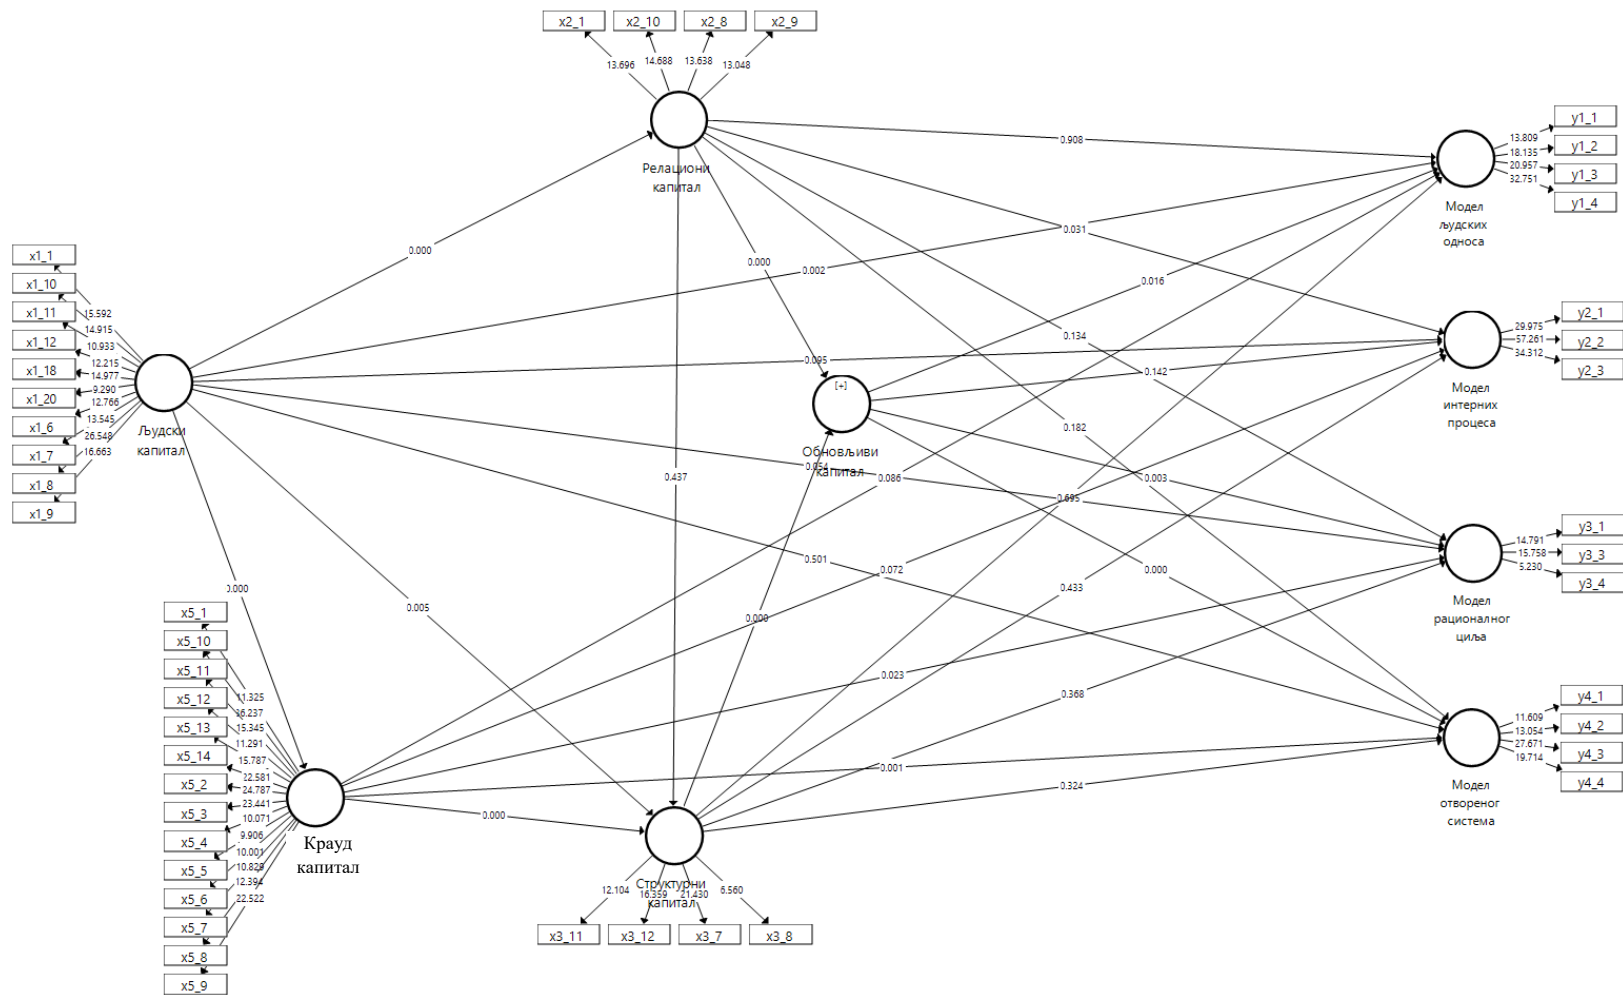 x2_1
x2_10
x2_8
x2_9
13.696
14.688
13.638
13.048
Релациони
капитал
x1_1
x1_10
x1_11
x1_12
x1_18
x1_20
x1_6
x1_7
x1_8
x1_9
15.592
14.915
10.933
12.215
14.977
9.290
12.766
13.545
26.548
16.663
Људски
капитал
0.000
0.002
0.095
0.054
0.501
0.005
0.000
0.908
0.031
0.134
0.182
0.000
0.437
[+]
Обновљиви
капитал
0.016
0.142
0.003
0.000
0.086
0.072
0.023
0.001
0.000
0.695
0.433
0.368
0.324
0.000
x5_1
x5_10
x5_11
x5_12
x5_13
x5_14
x5_2
x5_3
x5_4
x5_5
x5_6
x5_7
x5_8
x5_9
11.325
16.237
15.345
11.291
15.787
22.581
24.787
23.441
10.071
9.906
10.001
10.829
12.394
22.522
Крауд
капитал
Структурни
капитал
12.104
16.359
21.430
6.560
x3_11
x3_12
x3_7
x3_8
Модел
људских
односа
13.809
18.135
20.957
32.751
y1_1
y1_2
y1_3
y1_4
Модел
интерних
процеса
29.975
57.261
34.312
y2_1
y2_2
y2_3
Модел
рационалног
циља
14.791
15.758
5.230
y3_1
y3_3
y3_4
Модел
отвореног
система
11.609
13.054
27.671
19.714
y4_1
y4_2
y4_3
y4_4